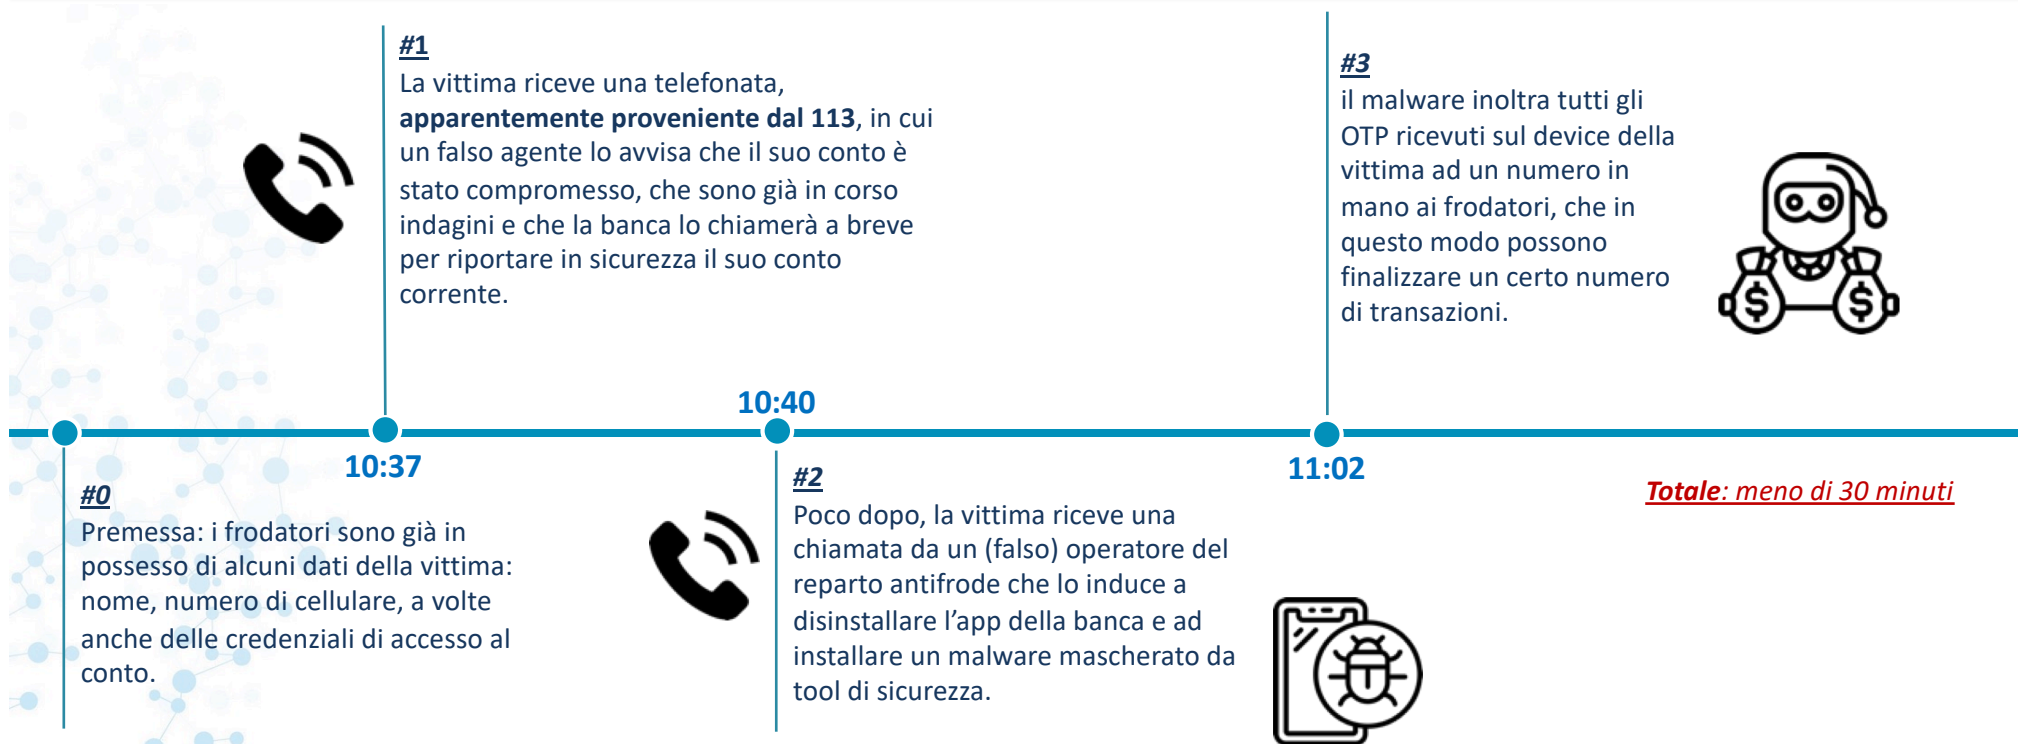 #0
Premessa: i frodatori sono già in
possesso di alcuni dati della vittima:
nome, numero di cellulare, a volte
anche delle credenziali di accesso al
conto.
10:37
#1
La vittima riceve una telefonata,
apparentemente proveniente dal 113, in cui
un falso agente lo avvisa che il suo conto è
stato compromesso, che sono già in corso
indagini e che la banca lo chiamerà a breve
per riportare in sicurezza il suo conto
corrente.
10:40
#2
Poco dopo, la vittima riceve una
chiamata da un (falso) operatore del
reparto antifrode che lo induce a
disinstallare l’app della banca e ad
installare un malware mascherato da
tool di sicurezza.
11:02
#3
il malware inoltra tutti gli
OTP ricevuti sul device della
vittima ad un numero in
mano ai frodatori, che in
questo modo possono
finalizzare un certo numero
di transazioni.
$ $
Totale: meno di 30 minuti